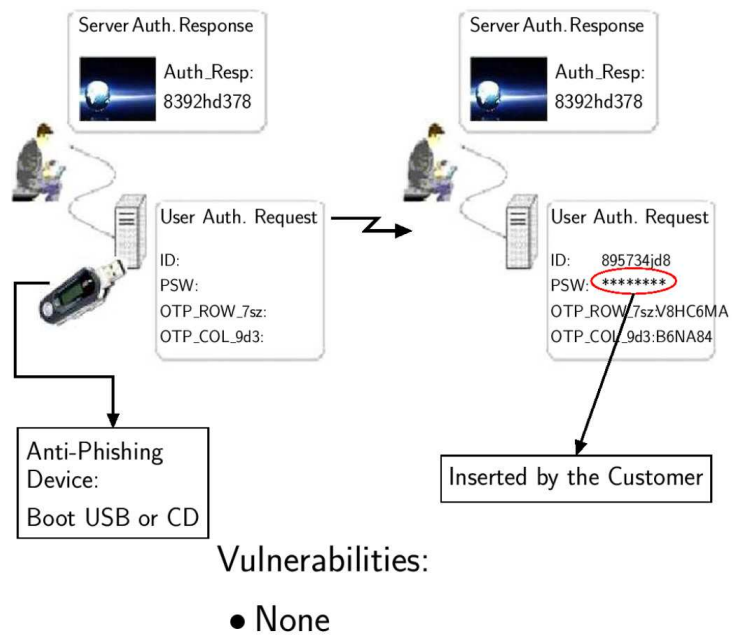 Server Auth. Response
Auth_Resp:
8392hd378
User Auth. Request
ID:
PSW:
OTP_ROW_7sz:
OTP_COL_9d3:
Anti-Phishing
Device:
Boot USB or CD
Server Auth. Response
Auth_Resp:
8392hd378
User Auth. Request
ID: 895734jd8
PSW: ********
OTP_ROW_7sz:V8HC6MA
OTP_COL_9d3:B6NA84
Inserted by the Customer
Vulnerabilities:
• None